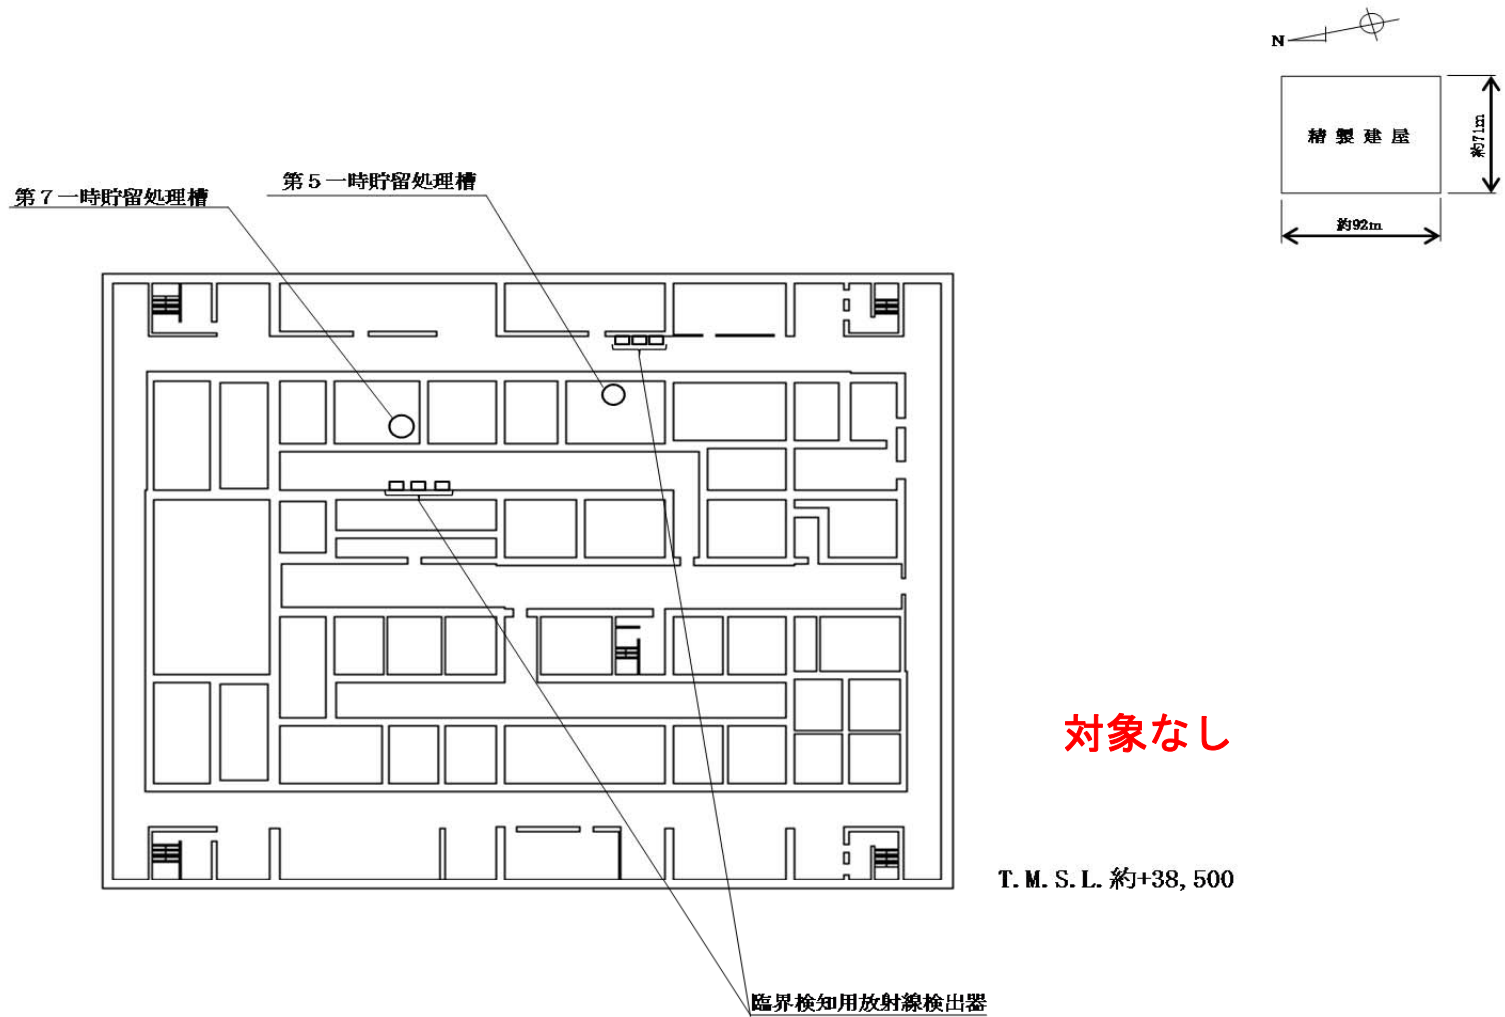 N
精製建屋
約71m
約92m
第７一時貯留処理槽
第５一時貯留処理槽
対象なし
T.M.S.L.約+38,500
臨界検知用放射線検出器